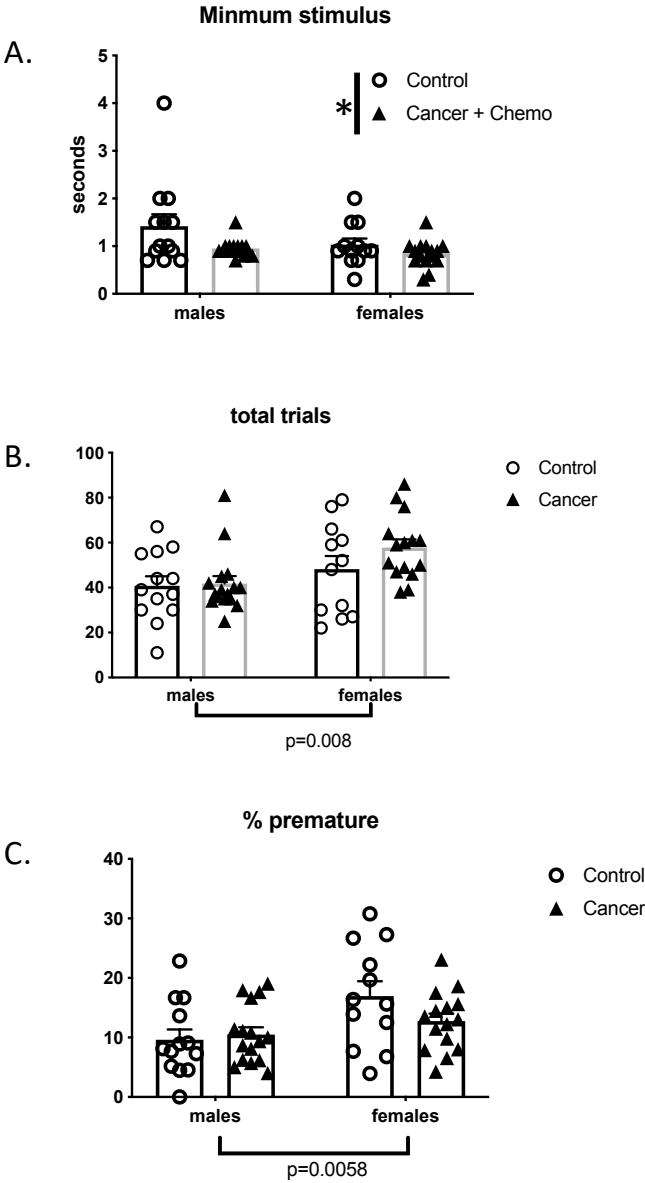 Minmum stimulus
A.
5
4
3
2
1
0
seconds
*
Control
Cancer + Chemo
males
females
total trials
B.
100
80
60
40
20
0
Control
Cancer
males
females
p=0.008
% premature
C.
40
30
20
10
0
Control
Cancer
males
females
p=0.0058